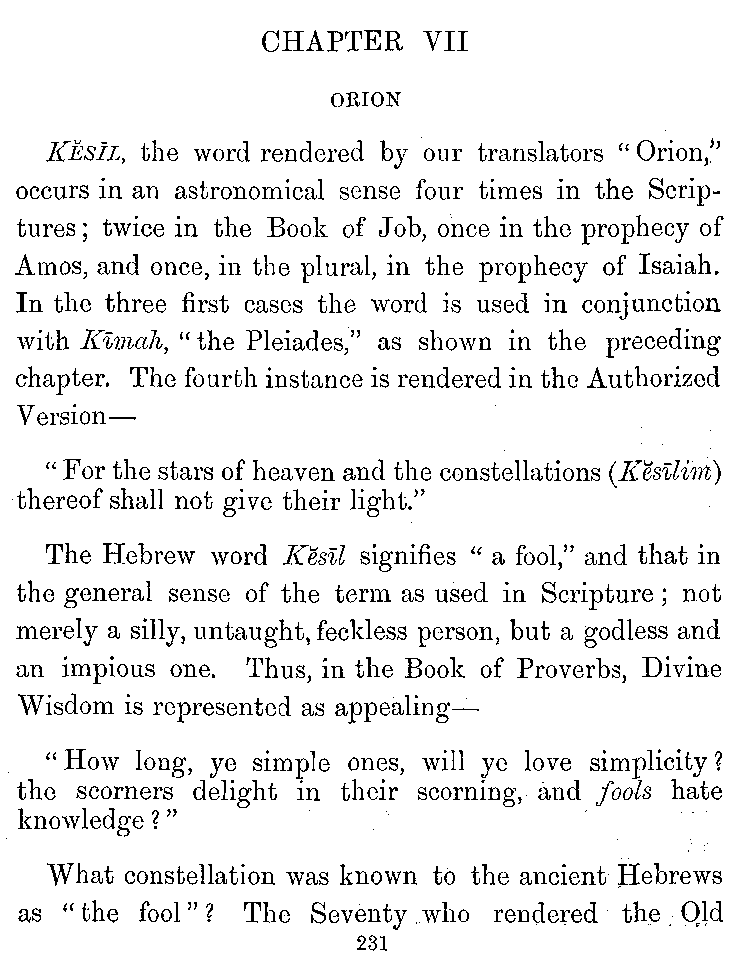 CHAPTER VII
ORION
KĔSĪL, the word rendered by our translators “Orion,”
occurs in an astronomical sense four times in the Scrip-
tures; twice in the Book of Job, once in the prophecy of
Amos, and once, in the plural, in the prophecy of Isaiah.
In the three first cases the word is used in conjunction
with Kīmah, “the Pleiades,” as shown in the preceding
chapter. The fourth instance is rendered in the Authorized
Version—
“For the stars of heaven and the constellations (Kĕsīlim)
thereof shall not give their light.”
The Hebrew word Kĕsīl signifies “a fool,” and that in
the general sense of the term as used in Scripture; not
merely a silly, untaught, feckless person, but a godless and
an impious one. Thus, in the Book of Proverbs, Divine
Wisdom is represented as appealing—
“How long, ye simple ones, will ye love simplicity?
the scorners delight in their scorning, and fools hate
knowledge?”
What constellation was known to the ancient Hebrews
as “the fool”? The Seventy who rendered the Old
231